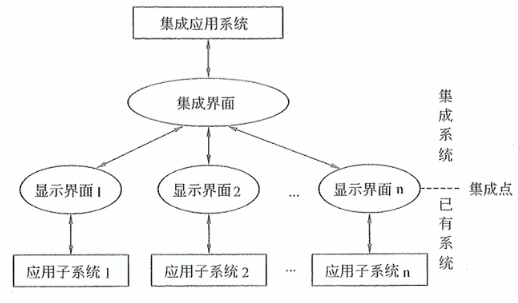 集成应用系统
集成界面
集成系统
显示界面1
显示界面2
...
显示界面n
集成点
已有系统
应用子系统1
应用子系统2
...
应用子系统n